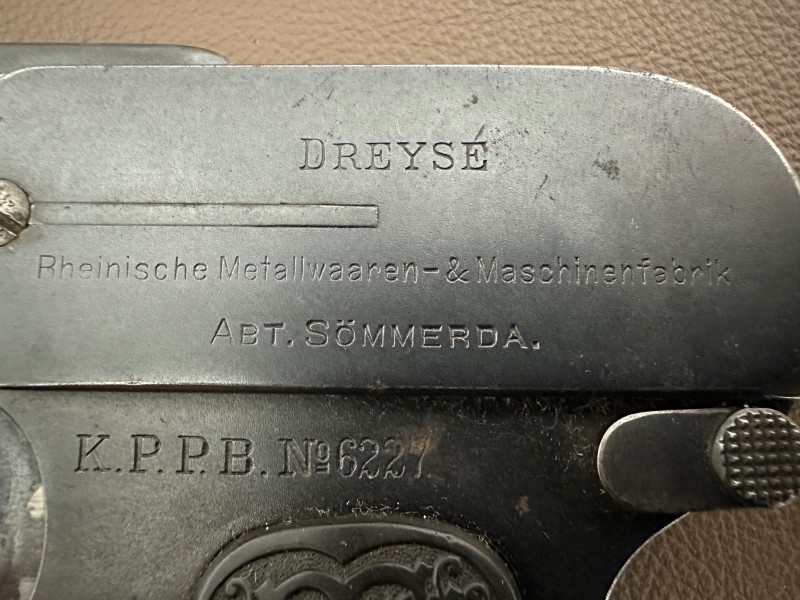 DREYSE
Rheinische Metallwaaren-&Maschinenfabrik
ABT. SÖMMERDA.
K.P.P.B. №6227